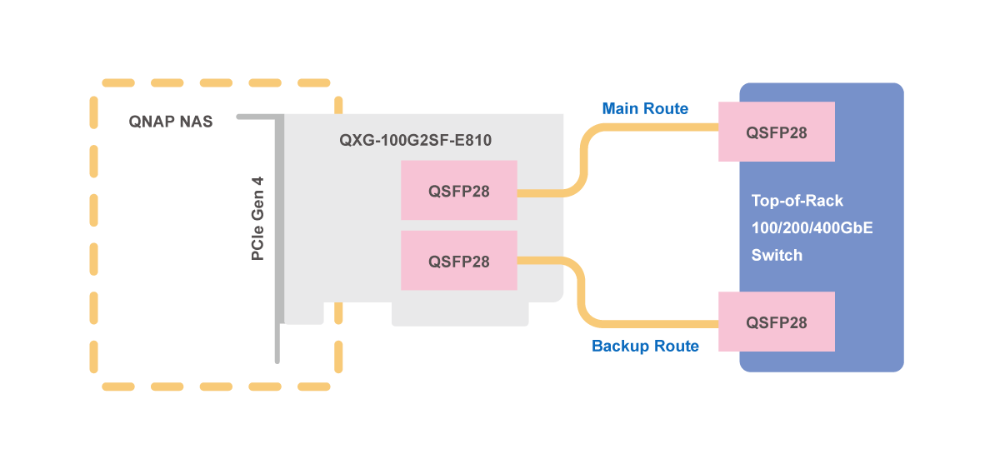 QNAP NAS
PCIe Gen 4
QXG-100G2SF-E810
QSFP28
QSFP28
Main Route
Backup Route
QSFP28
Top-of-Rack
100/200/400GbE
Switch
QSFP28